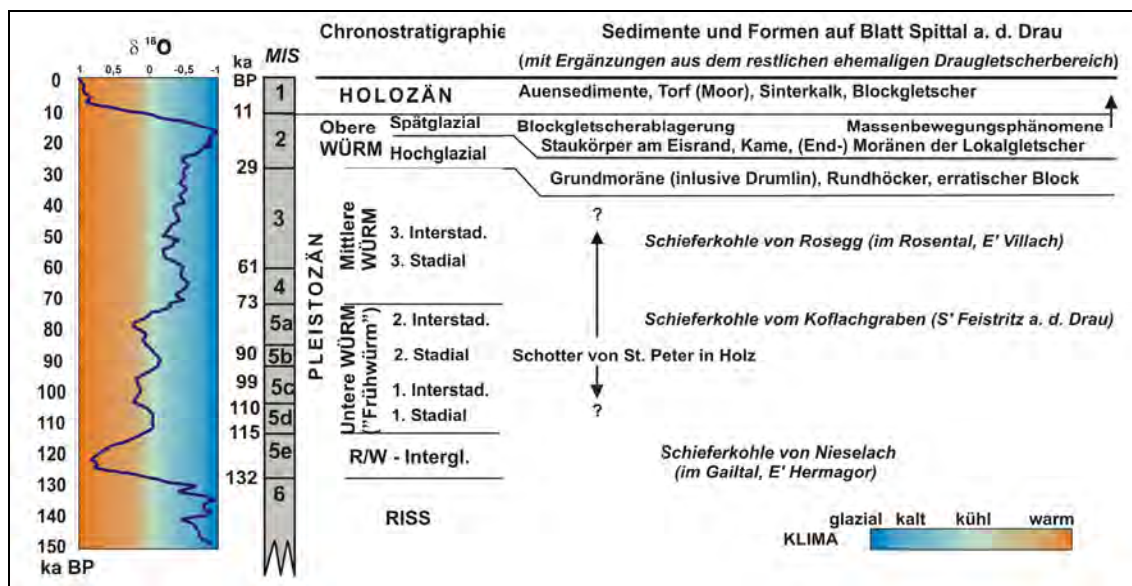 Chronostratigraphie
Sedimente und Formen auf Blatt Spittal a. d. Drau
(mit Ergänzungen aus dem restlichen ehemaligen Draugletscherbereich)
δ ¹⁸O
1 0,5 0 -0,5 -1
ka
BP
MIS
0
10
20
30
40
50
60
70
80
90
100
110
120
130
140
150
ka BP
11
29
61
73
90
99
110
115
132
1
2
3
4
5a
5b
5c
5d
5e
6
PLEISTOZÄN
HOLOZÄN
Auensedimente, Torf (Moor), Sinterkalk, Blockgletscher
Obere
WÜRM
Spätglazial
Blockgletscherablagerung
Massenbewegungsphänomene
Hochglazial
Staukörper am Eisrand, Kame, (End-) Moränen der Lokalgletscher
Grundmoräne (inlusive Drumlin), Rundhöcker, erratischer Block
Mittlere
WÜRM
3. Interstad.
3. Stadial
?
Schieferkohle von Rosegg (im Rosental, E' Villach)
Untere WÜRM
("Frühwürm")
2. Interstad.
2. Stadial
1. Interstad.
1. Stadial
Schieferkohle vom Koflachgraben (S' Feistritz a. d. Drau)
Schotter von St. Peter in Holz
?
R/W - Intergl.
Schieferkohle von Nieselach
(im Gailtal, E' Hermagor)
RISS
glazial kalt kühl warm
KLIMA